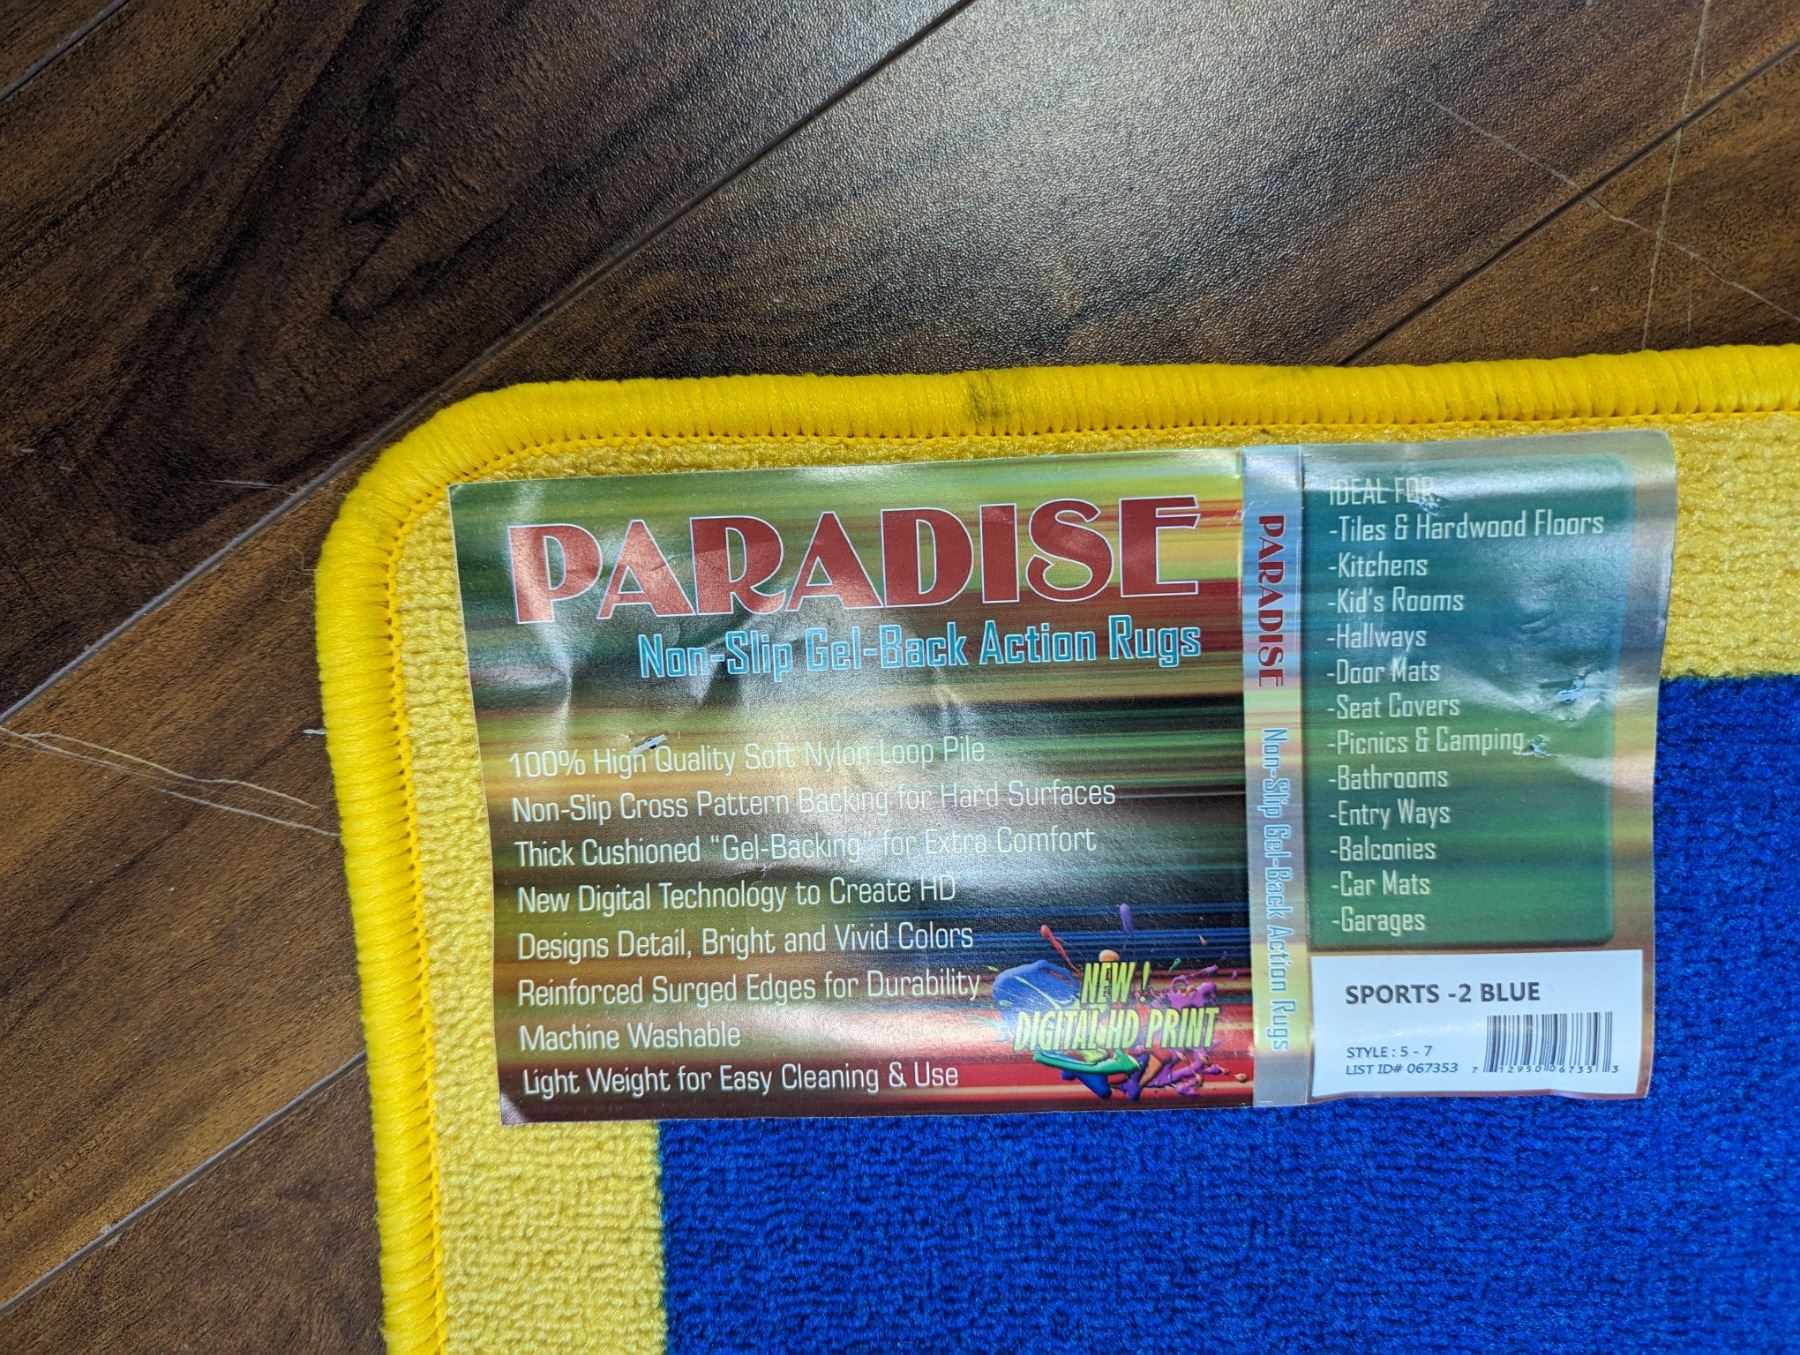 PARADISE
Non-Slip Gel-Back Action Rugs
100% High Quality Soft Nylon Loop Pile
Non-Slip Cross Pattern Backing for Hard Surfaces
Thick Cushioned "Gel-Backing" for Extra Comfort
New Digital Technology to Create HD
Designs Detail, Bright and Vivid Colors
Reinforced Surged Edges for Durability
Machine Washable
Light Weight for Easy Cleaning & Use
NEW !
DIGITAL HD PRINT
PARADISE
Non-Slip Gel-Back Action Rugs
IDEAL FOR:
-Tiles & Hardwood Floors
-Kitchens
-Kid's Rooms
-Hallways
-Door Mats
-Seat Covers
-Picnics & Camping
-Bathrooms
-Entry Ways
-Balconies
-Car Mats
-Garages
SPORTS -2 BLUE
STYLE : 5 - 7
LIST ID# 067353
7 12950 06735 3